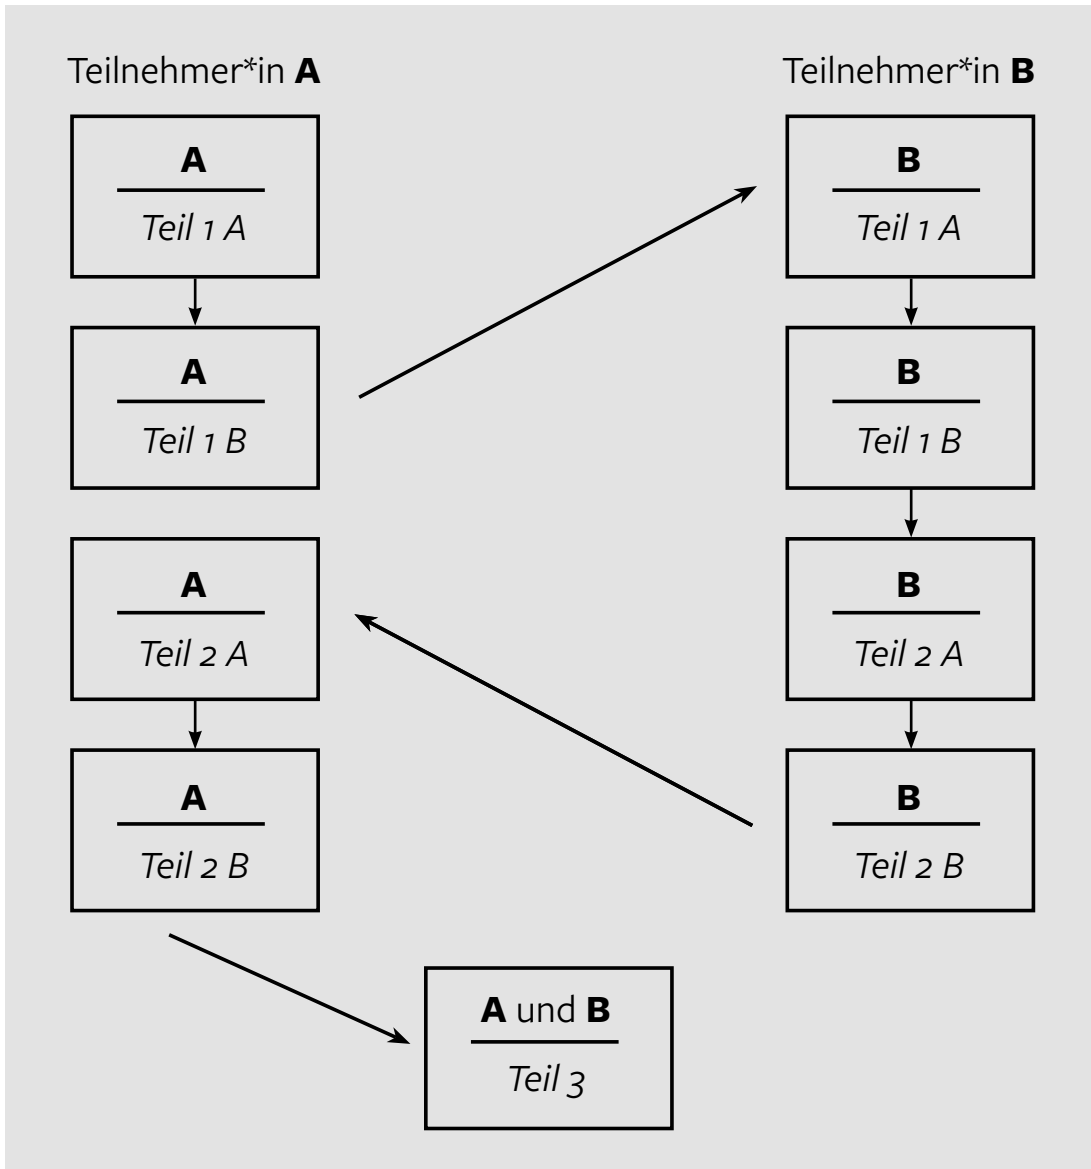 Teilnehmer*in A
A
Teil 1 A
A
Teil 1 B
A
Teil 2 A
A
Teil 2 B
Teilnehmer*in B
B
Teil 1 A
B
Teil 1 B
B
Teil 2 A
B
Teil 2 B
A und B
Teil 3